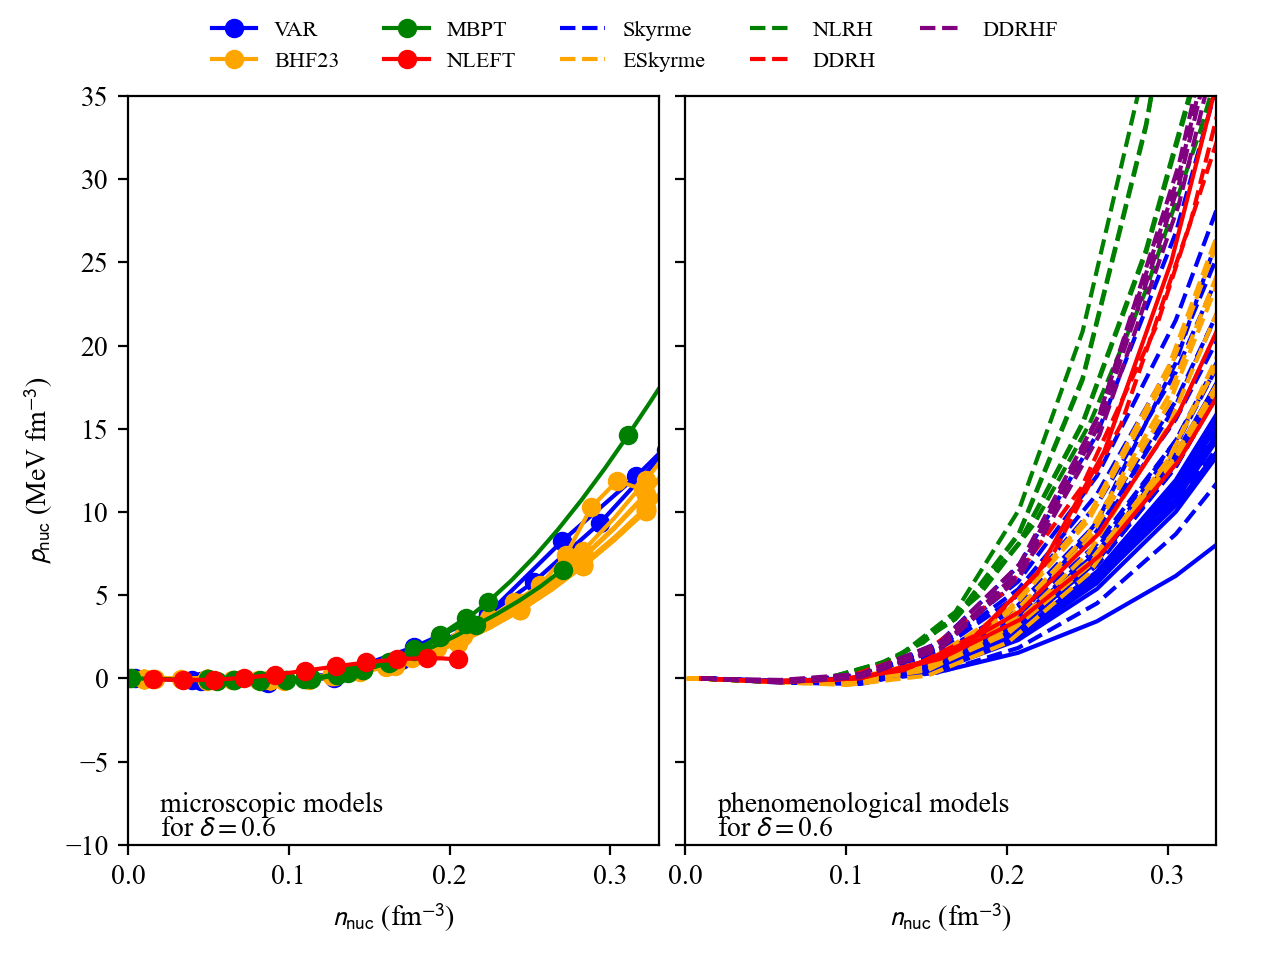 VAR MBPT Skyrme NLRH DDRHF
BHF23 NLEFT ESkyrme DDRH
35
30
25
20
15
10
5
0
−5
−10
p_nuc (MeV fm⁻³)
microscopic models
for δ = 0.6
phenomenological models
for δ = 0.6
0.0 0.1 0.2 0.3
0.0 0.1 0.2 0.3
n_nuc (fm⁻³)
n_nuc (fm⁻³)